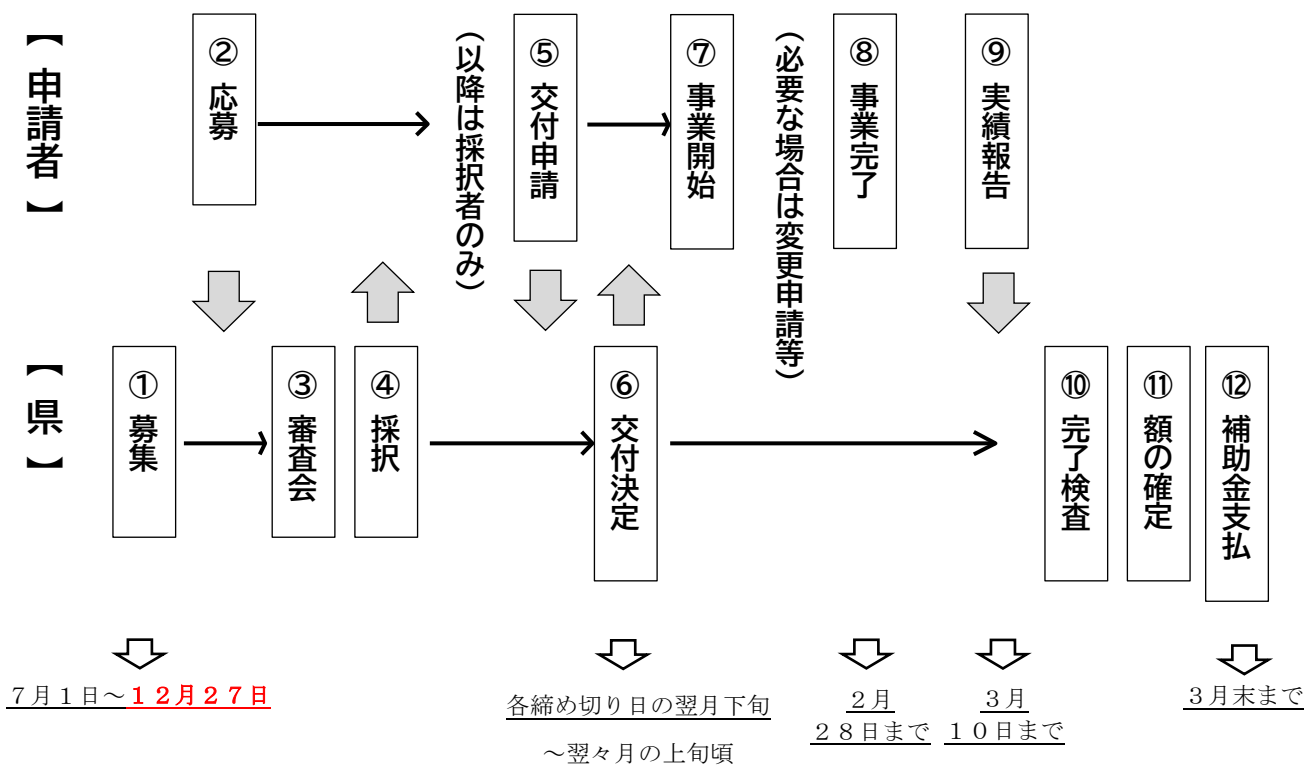 【申請者】
②応募
（以降は採択者のみ）
⑤交付申請
⑦事業開始
（必要な場合は変更申請等）
⑧事業完了
⑨実績報告
【県】
①募集
③審査会
④採択
⑥交付決定
⑩完了検査
⑪額の確定
⑫補助金支払
７月１日～１２月２７日
各締め切り日の翌月下旬
～翌々月の上旬頃
２月
２８日まで
３月
１０日まで
３月末まで